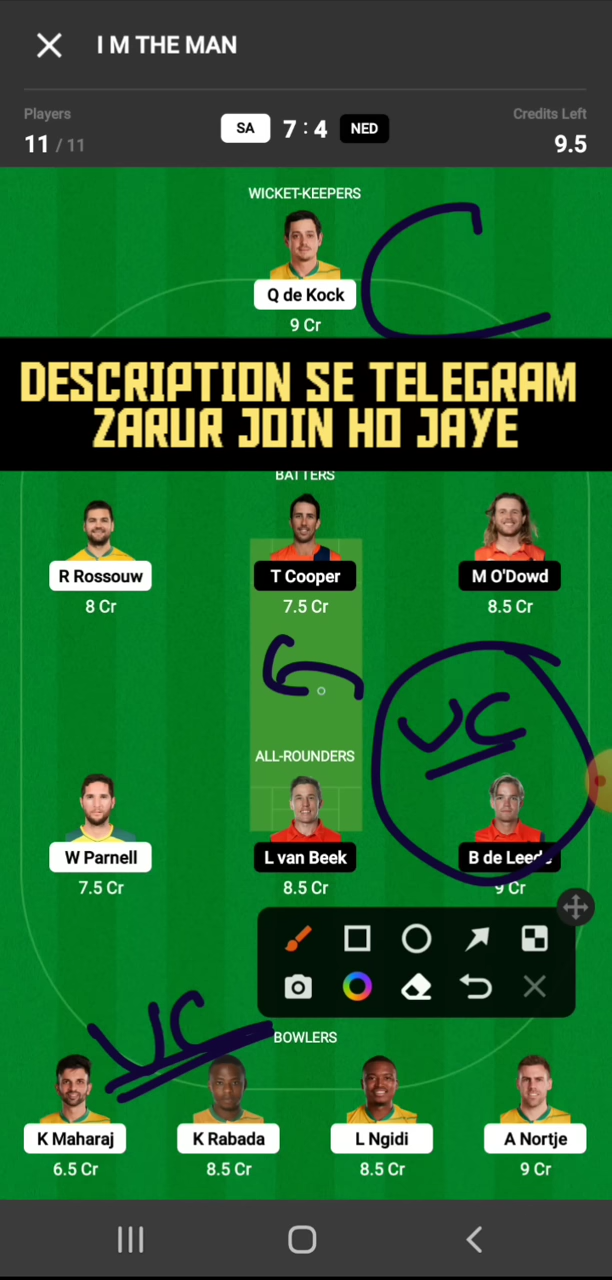 I M THE MAN
Players
Credits Left
11 / 11
SA 7 : 4 NED
9.5
WICKET-KEEPERS
C
Q de Kock
9 Cr
DESCRIPTION SE TELEGRAM
ZARUR JOIN HO JAYE
BATTERS
R Rossouw T Cooper M O'Dowd
8 Cr 7.5 Cr 8.5 Cr
VC
ALL-ROUNDERS
W Parnell L van Beek B de Leede
7.5 Cr 8.5 Cr 9 Cr
VC
BOWLERS
K Maharaj K Rabada L Ngidi A Nortje
6.5 Cr 8.5 Cr 8.5 Cr 9 Cr